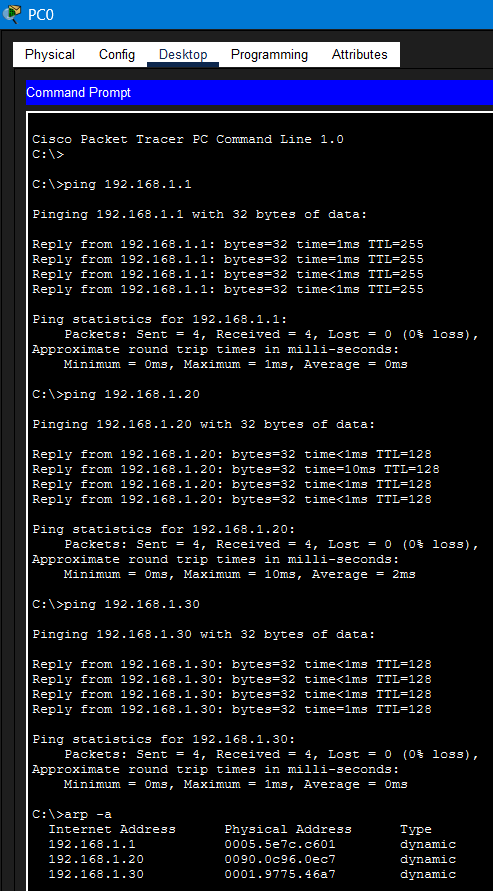 PC0
Physical Config Desktop Programming Attributes
Command Prompt
Cisco Packet Tracer PC Command Line 1.0
C:\>
C:\>ping 192.168.1.1
Pinging 192.168.1.1 with 32 bytes of data:
Reply from 192.168.1.1: bytes=32 time=1ms TTL=255
Reply from 192.168.1.1: bytes=32 time=1ms TTL=255
Reply from 192.168.1.1: bytes=32 time<1ms TTL=255
Reply from 192.168.1.1: bytes=32 time<1ms TTL=255
Ping statistics for 192.168.1.1:
Packets: Sent = 4, Received = 4, Lost = 0 (0% loss),
Approximate round trip times in milli-seconds:
Minimum = 0ms, Maximum = 1ms, Average = 0ms
C:\>ping 192.168.1.20
Pinging 192.168.1.20 with 32 bytes of data:
Reply from 192.168.1.20: bytes=32 time<1ms TTL=128
Reply from 192.168.1.20: bytes=32 time=10ms TTL=128
Reply from 192.168.1.20: bytes=32 time<1ms TTL=128
Reply from 192.168.1.20: bytes=32 time<1ms TTL=128
Ping statistics for 192.168.1.20:
Packets: Sent = 4, Received = 4, Lost = 0 (0% loss),
Approximate round trip times in milli-seconds:
Minimum = 0ms, Maximum = 10ms, Average = 2ms
C:\>ping 192.168.1.30
Pinging 192.168.1.30 with 32 bytes of data:
Reply from 192.168.1.30: bytes=32 time<1ms TTL=128
Reply from 192.168.1.30: bytes=32 time<1ms TTL=128
Reply from 192.168.1.30: bytes=32 time<1ms TTL=128
Reply from 192.168.1.30: bytes=32 time=1ms TTL=128
Ping statistics for 192.168.1.30:
Packets: Sent = 4, Received = 4, Lost = 0 (0% loss),
Approximate round trip times in milli-seconds:
Minimum = 0ms, Maximum = 1ms, Average = 0ms
C:\>arp -a
Internet Address Physical Address Type
192.168.1.1 0005.5e7c.c601 dynamic
192.168.1.20 0090.0c96.0ec7 dynamic
192.168.1.30 0001.9775.46a7 dynamic